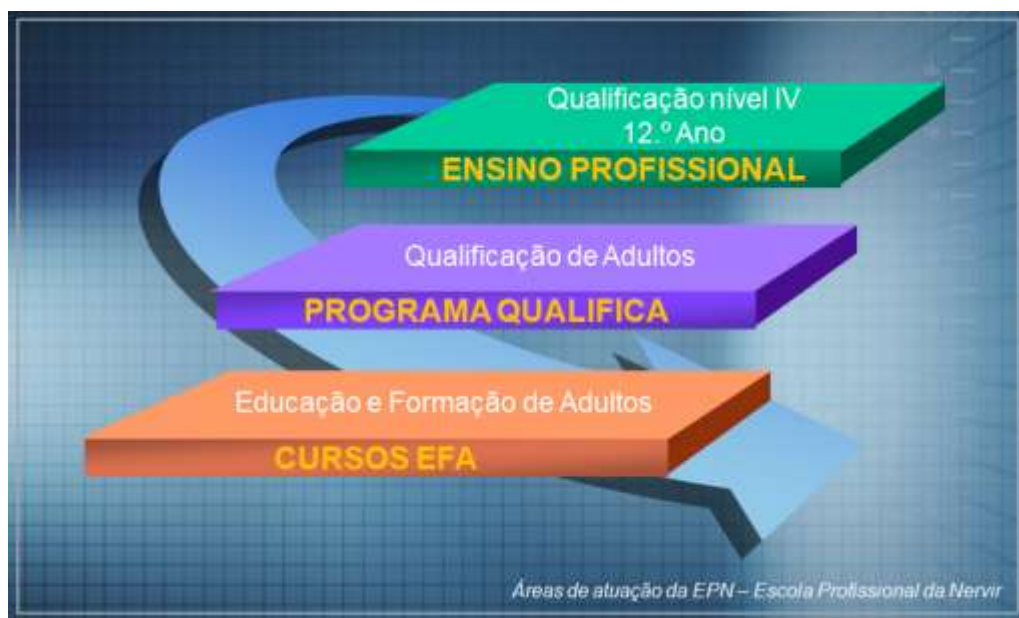 Qualificação nível IV
12.º Ano
ENSINO PROFISSIONAL
Qualificação de Adultos
PROGRAMA QUALIFICA
Educação e Formação de Adultos
CURSOS EFA
Áreas de atuação da EPN – Escola Profissional da Nervir